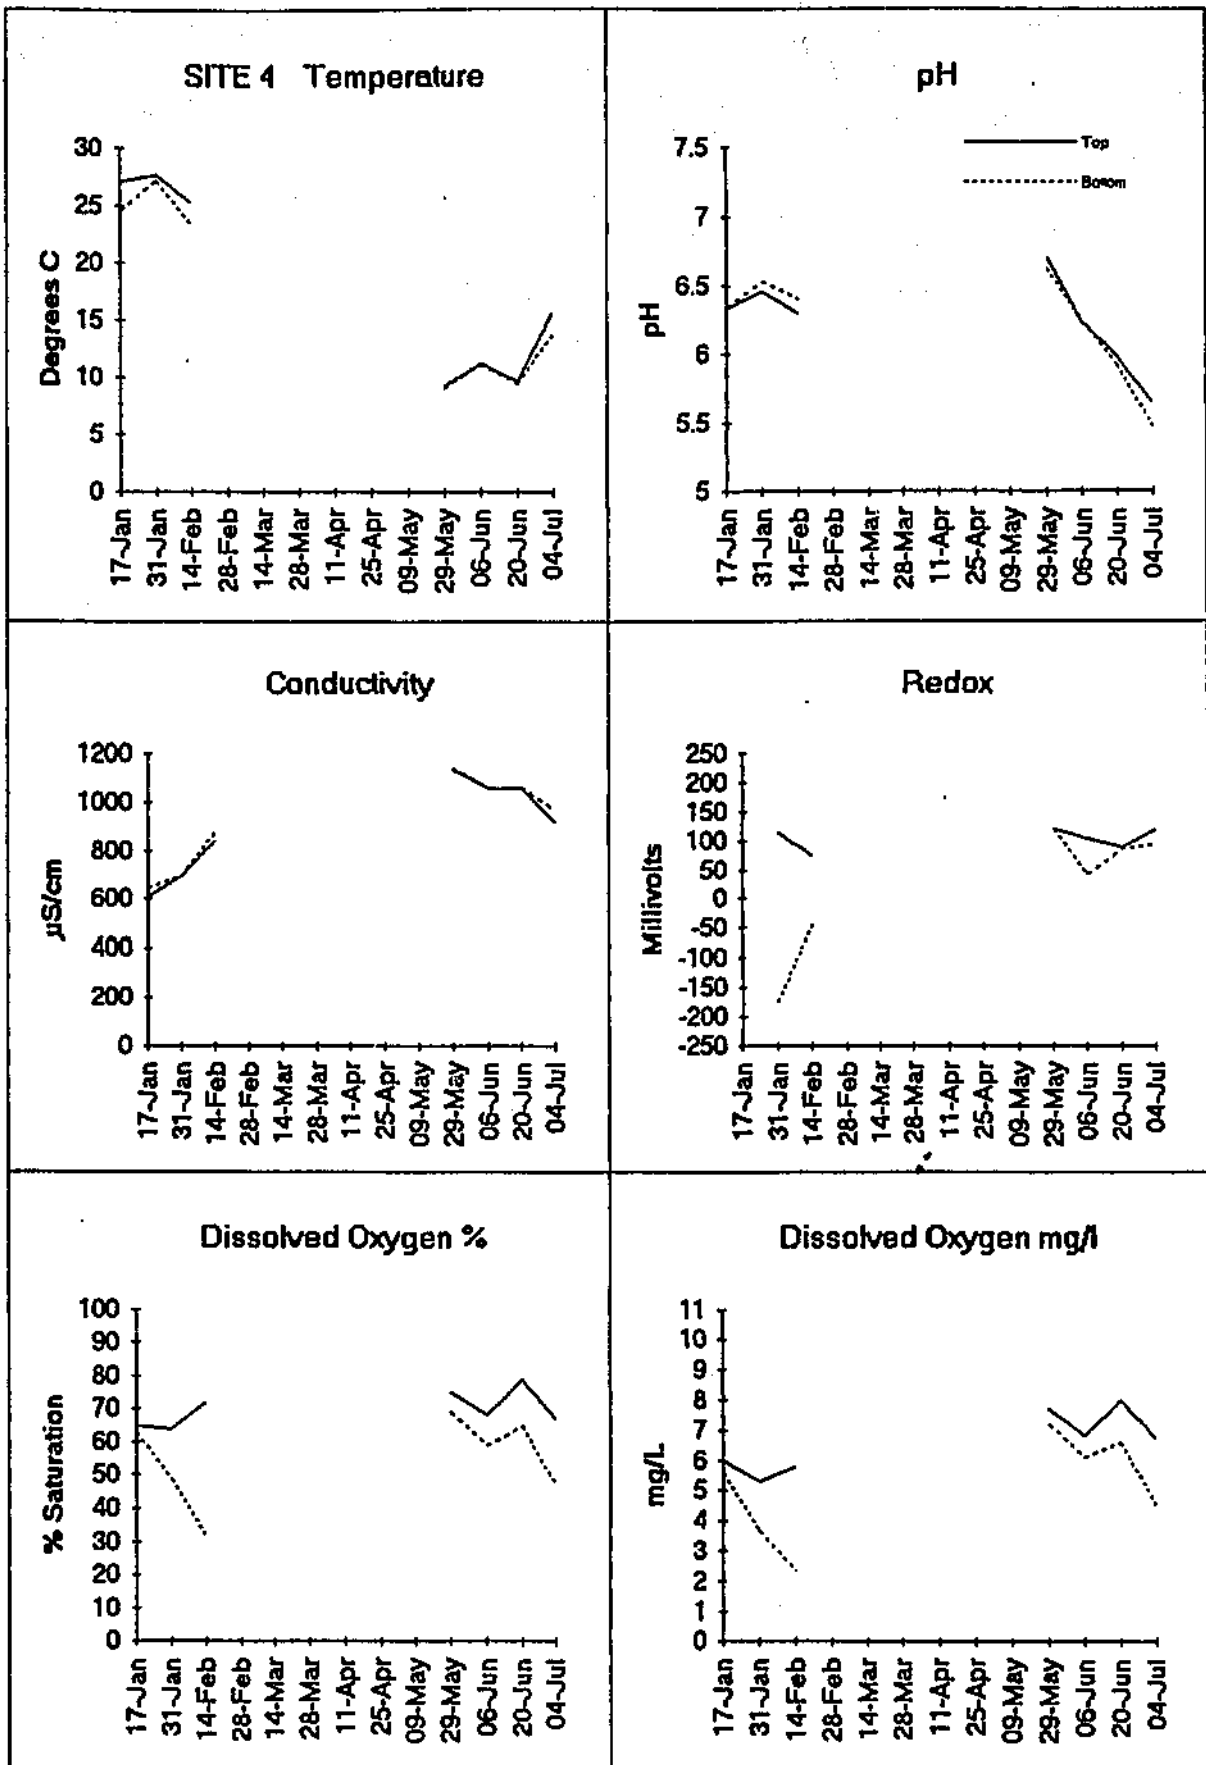 SITE 4 Temperature
30
25
20
15
10
5
0
Degrees C
17-Jan
31-Jan
14-Feb
28-Feb
14-Mar
28-Mar
11-Apr
25-Apr
09-May
29-May
06-Jun
20-Jun
04-Jul
pH
Top
Bottom
7.5
7
6.5
6
5.5
5
pH
17-Jan
31-Jan
14-Feb
28-Feb
14-Mar
28-Mar
11-Apr
25-Apr
09-May
29-May
06-Jun
20-Jun
04-Jul
Conductivity
1200
1000
800
600
400
200
0
µS/cm
17-Jan
31-Jan
14-Feb
28-Feb
14-Mar
28-Mar
11-Apr
25-Apr
09-May
29-May
06-Jun
20-Jun
04-Jul
Redox
250
200
150
100
50
0
-50
-100
-150
-200
-250
Millivolts
17-Jan
31-Jan
14-Feb
28-Feb
14-Mar
28-Mar
11-Apr
25-Apr
09-May
29-May
06-Jun
20-Jun
04-Jul
Dissolved Oxygen %
100
90
80
70
60
50
40
30
20
10
0
% Saturation
17-Jan
31-Jan
14-Feb
28-Feb
14-Mar
28-Mar
11-Apr
25-Apr
09-May
29-May
06-Jun
20-Jun
04-Jul
Dissolved Oxygen mg/l
11
10
9
8
7
6
5
4
3
2
1
0
mg/L
17-Jan
31-Jan
14-Feb
28-Feb
14-Mar
28-Mar
11-Apr
25-Apr
09-May
29-May
06-Jun
20-Jun
04-Jul